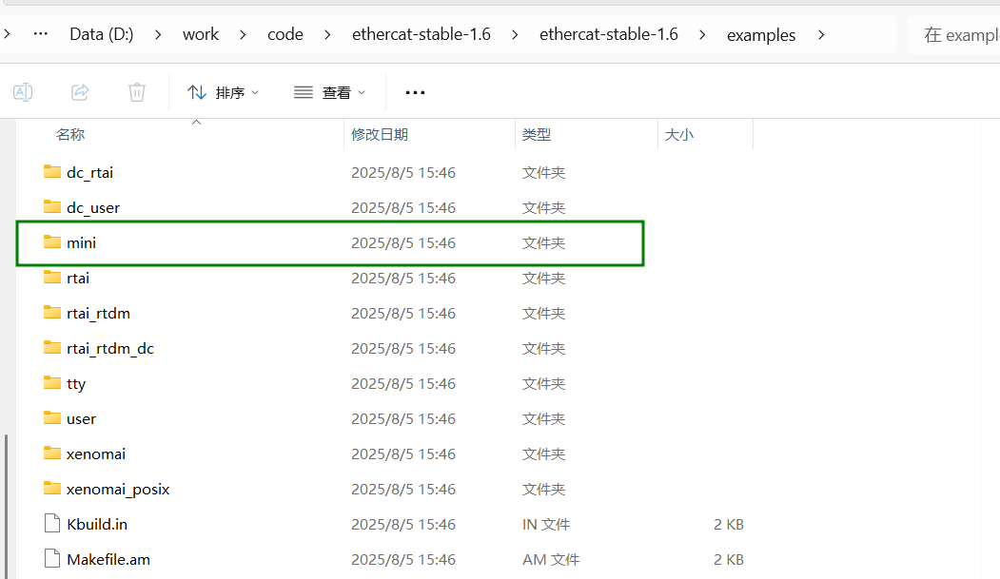 Data (D:) > work > code > ethercat-stable-1.6 > ethercat-stable-1.6 > examples > 在 exampl
排序 查看
名称 修改日期 类型 大小
dc_rtai 2025/8/5 15:46 文件夹
dc_user 2025/8/5 15:46 文件夹
mini 2025/8/5 15:46 文件夹
rtai 2025/8/5 15:46 文件夹
rtai_rtdm 2025/8/5 15:46 文件夹
rtai_rtdm_dc 2025/8/5 15:46 文件夹
tty 2025/8/5 15:46 文件夹
user 2025/8/5 15:46 文件夹
xenomai 2025/8/5 15:46 文件夹
xenomai_posix 2025/8/5 15:46 文件夹
Kbuild.in 2025/8/5 15:46 IN 文件 2 KB
Makefile.am 2025/8/5 15:46 AM 文件 2 KB